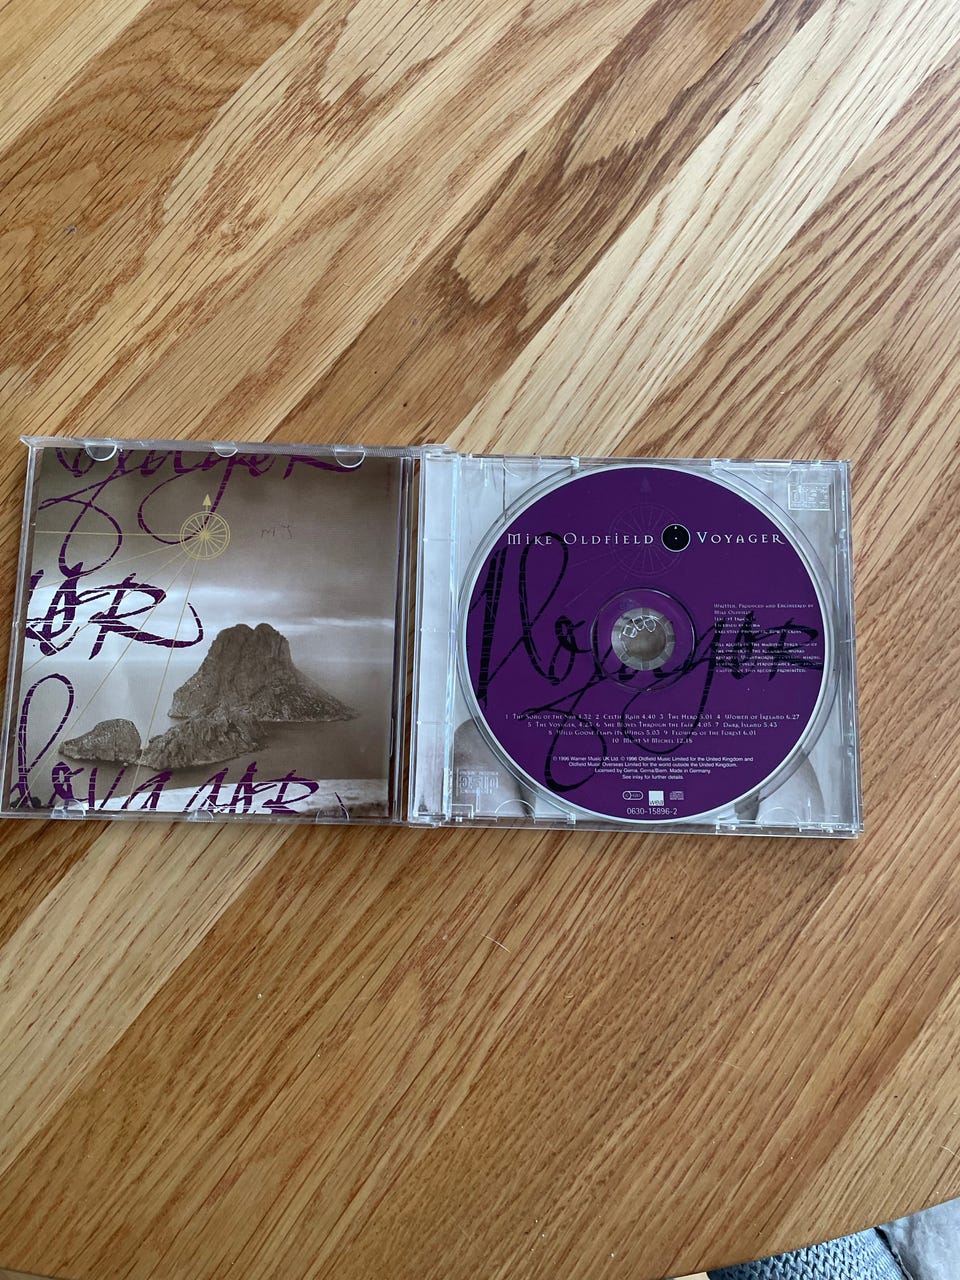 Voyager
MJ
Voyager
Mike Oldfield Voyager
Voyager
Written, Produced and Engineered by
Mike Oldfield
1 The Song of the Sun 4.32 2 Celtic Rain 4.40 3 The Hero 5.01 4 Women of Ireland 6.27
5 The Voyager 4.23 6 She Moves Through the Fair 4.05 7 Dark Island 5.43
8 Wild Goose Flaps Its Wings 5.03 9 Flowers of the Forest 6.01
10 Mont St Michel 12.18
℗ 1996 Warner Music UK Ltd. © 1996 Oldfield Music Limited for the United Kingdom and
Oldfield Music Overseas Limited for the world outside the United Kingdom.
Licensed by Gema. Gema/Biem. Made in Germany.
See inlay for further details.
wea
0630-15896-2